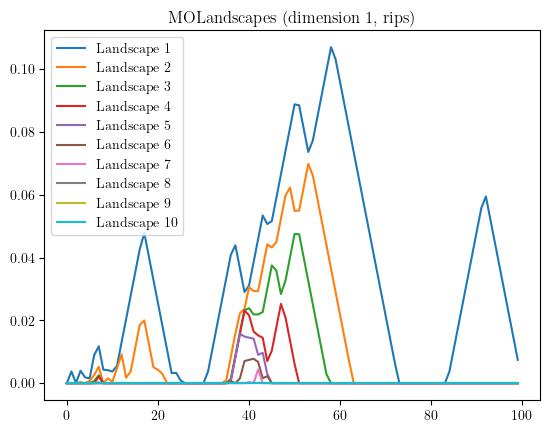 MOLandscapes (dimension 1, rips)
Landscape 1
Landscape 2
Landscape 3
Landscape 4
Landscape 5
Landscape 6
Landscape 7
Landscape 8
Landscape 9
Landscape 10
0.10
0.08
0.06
0.04
0.02
0.00
0 20 40 60 80 100